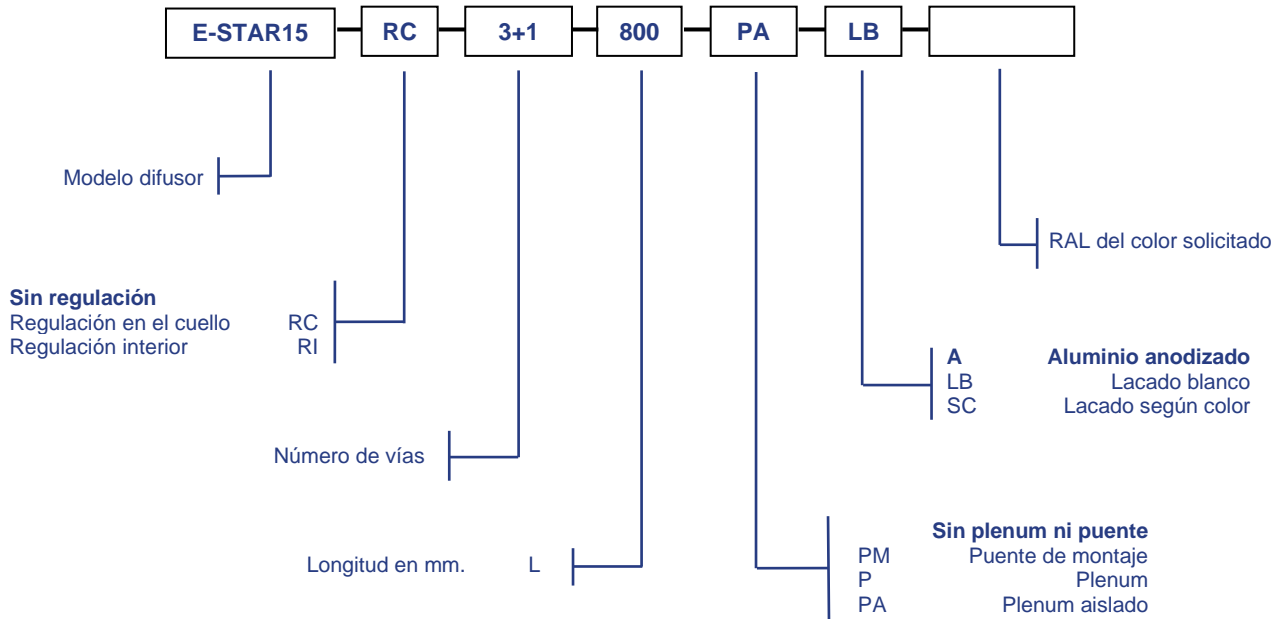 E-STAR15 RC 3+1 800 PA LB
Modelo difusor
RAL del color solicitado
Sin regulación
Regulación en el cuello RC
Regulación interior RI
A Aluminio anodizado
LB Lacado blanco
SC Lacado según color
Número de vías
Sin plenum ni puente
PM Puente de montaje
P Plenum
PA Plenum aislado
Longitud en mm. L